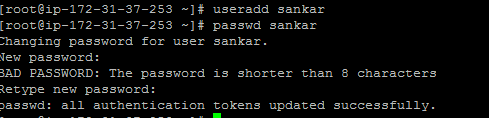 [root@ip-172-31-37-253 ~]# useradd sankar
[root@ip-172-31-37-253 ~]# passwd sankar
Changing password for user sankar.
New password:
BAD PASSWORD: The password is shorter than 8 characters
Retype new password:
passwd: all authentication tokens updated successfully.
[root@ip-172-31-37-253 ~]#